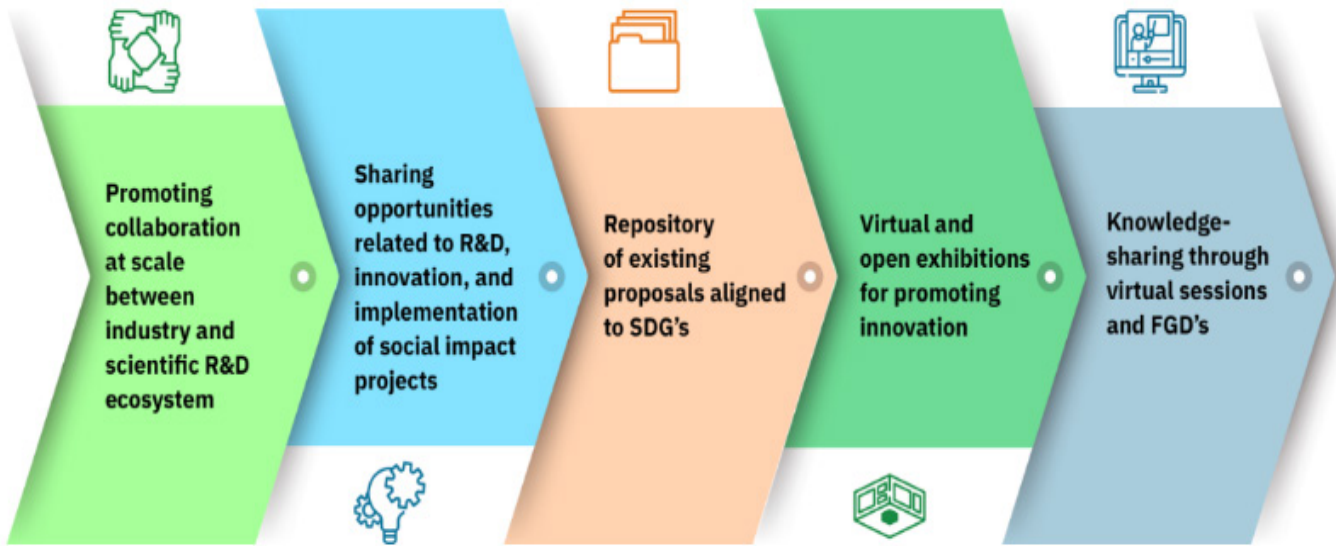 Promoting
collaboration
at scale
between
industry and
scientific R&D
ecosystem
Sharing
opportunities
related to R&D,
innovation, and
implementation
of social impact
projects
Repository
of existing
proposals aligned
to SDG's
Virtual and
open exhibitions
for promoting
innovation
Knowledge-
sharing through
virtual sessions
and FGD's